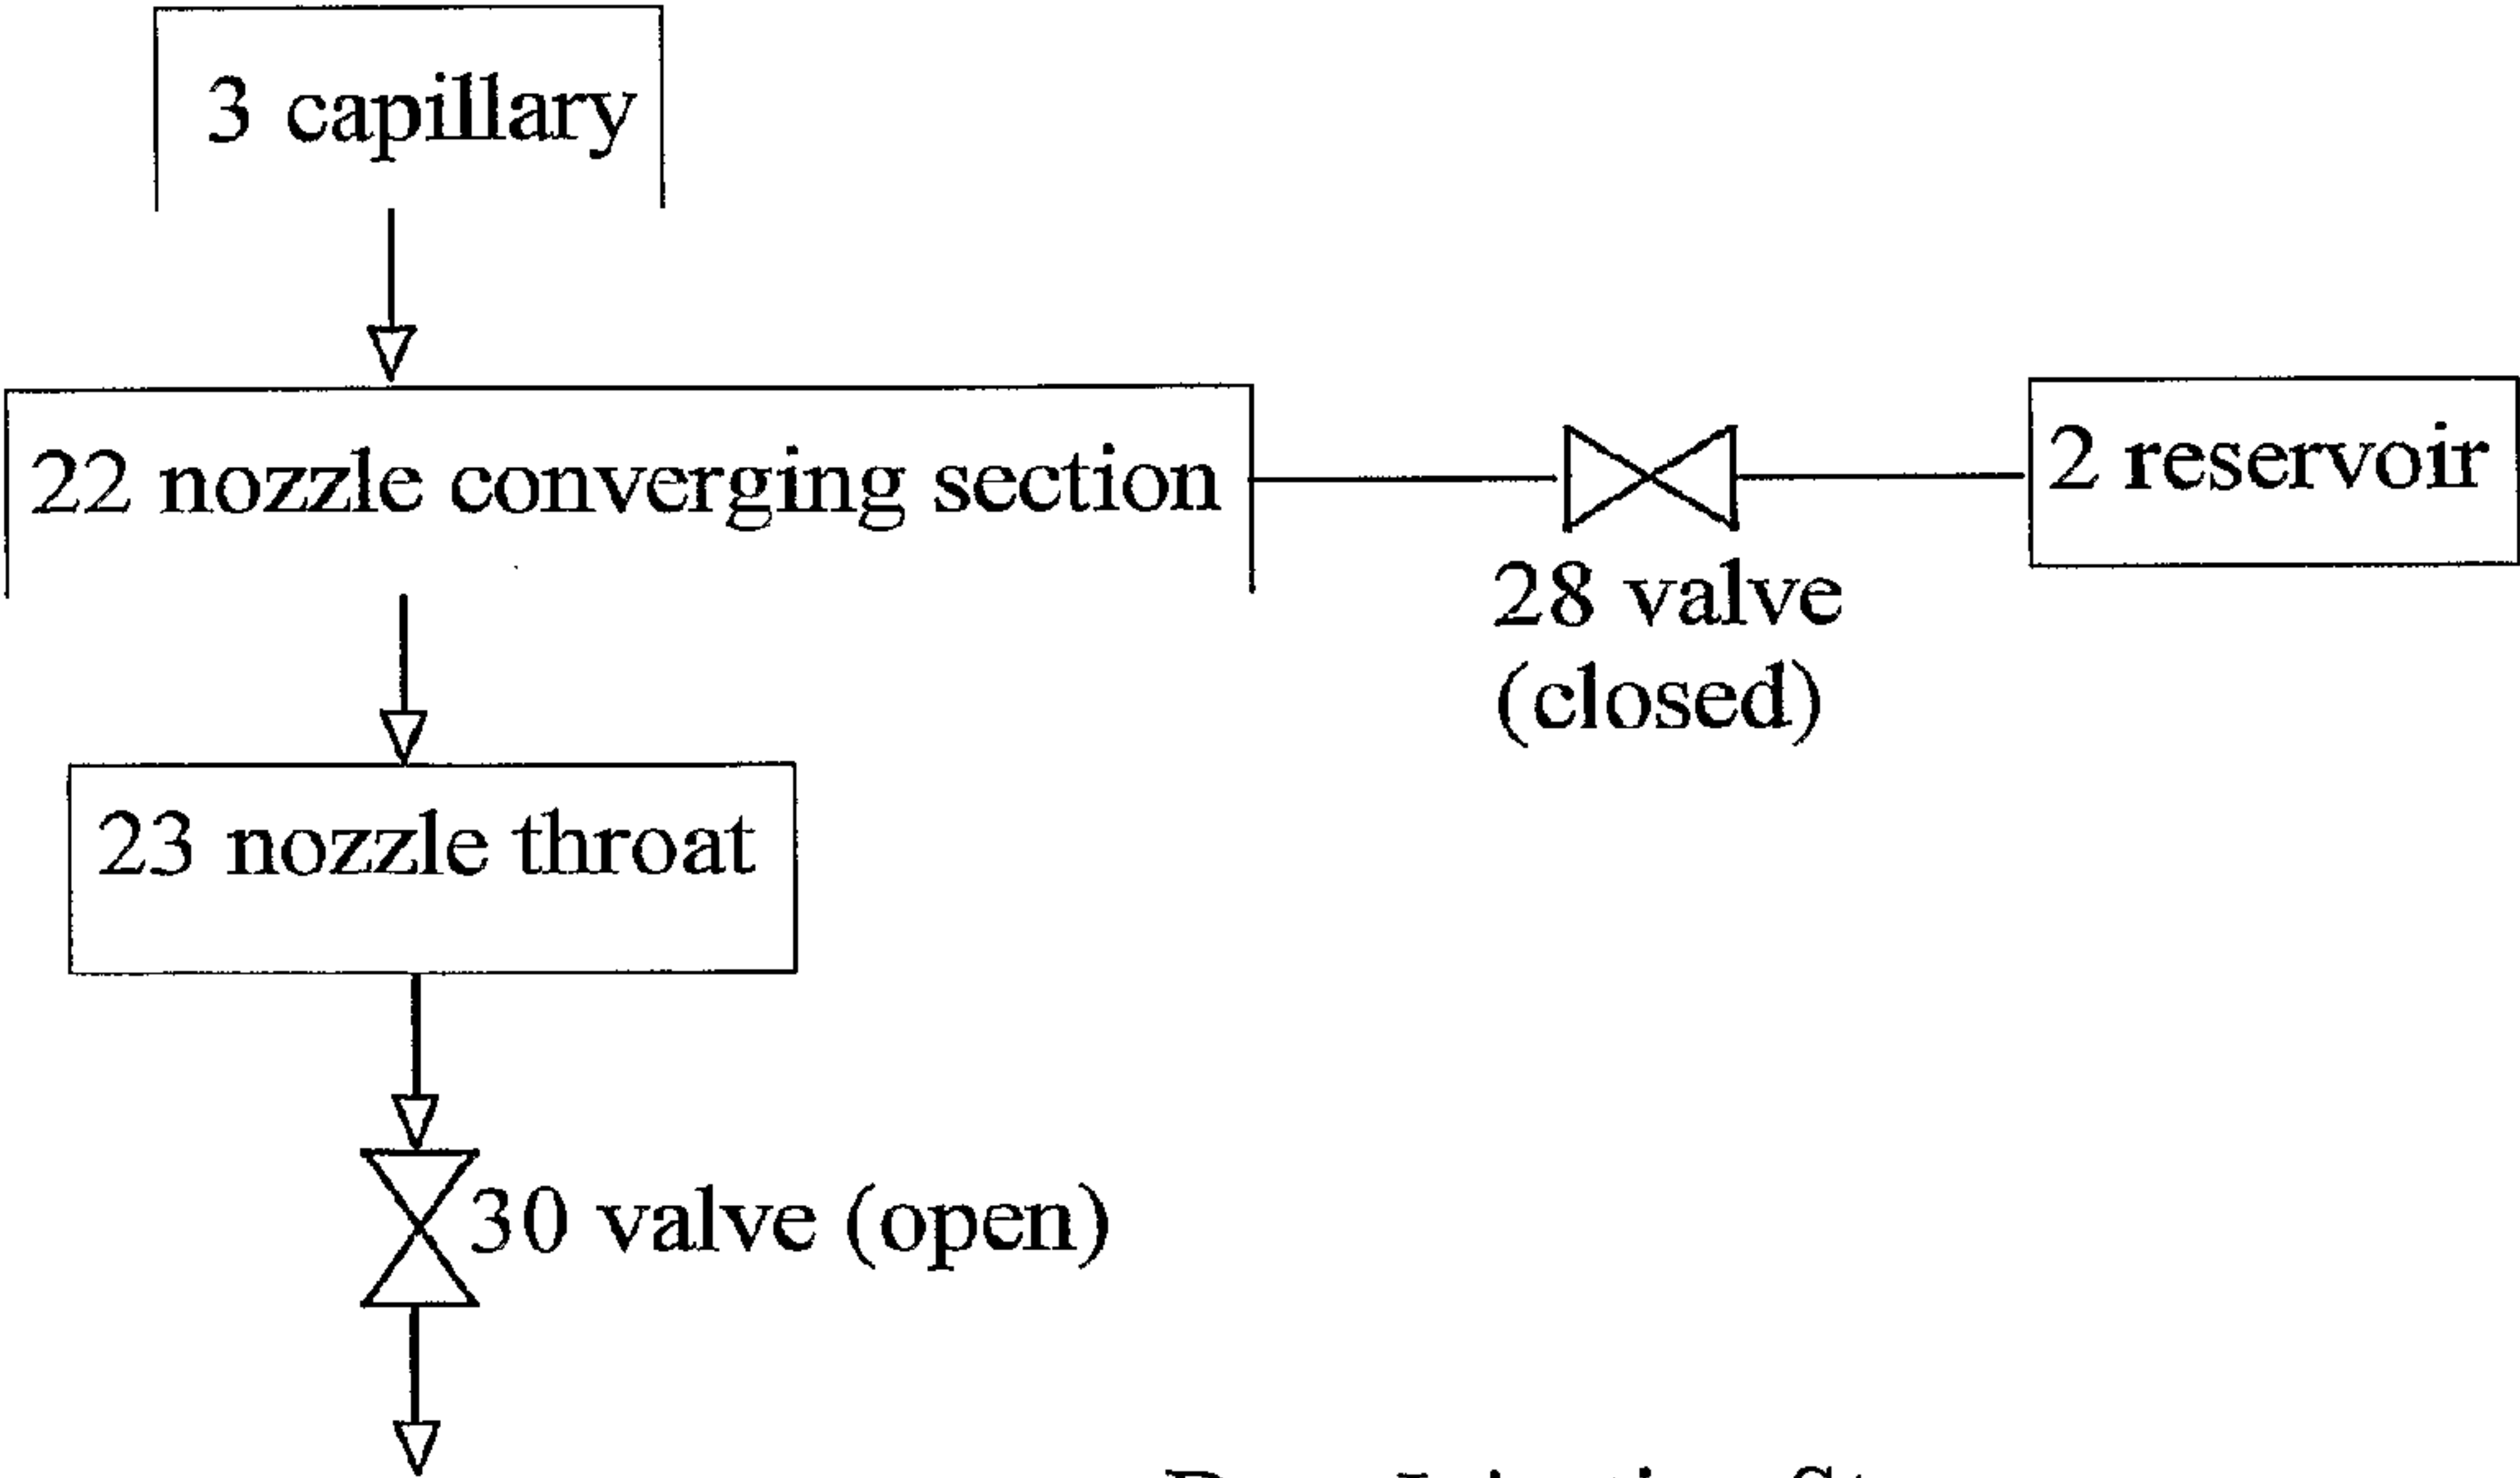 3 capillary
22 nozzle converging section
2 reservoir
28 valve
(closed)
23 nozzle throat
30 valve (open)